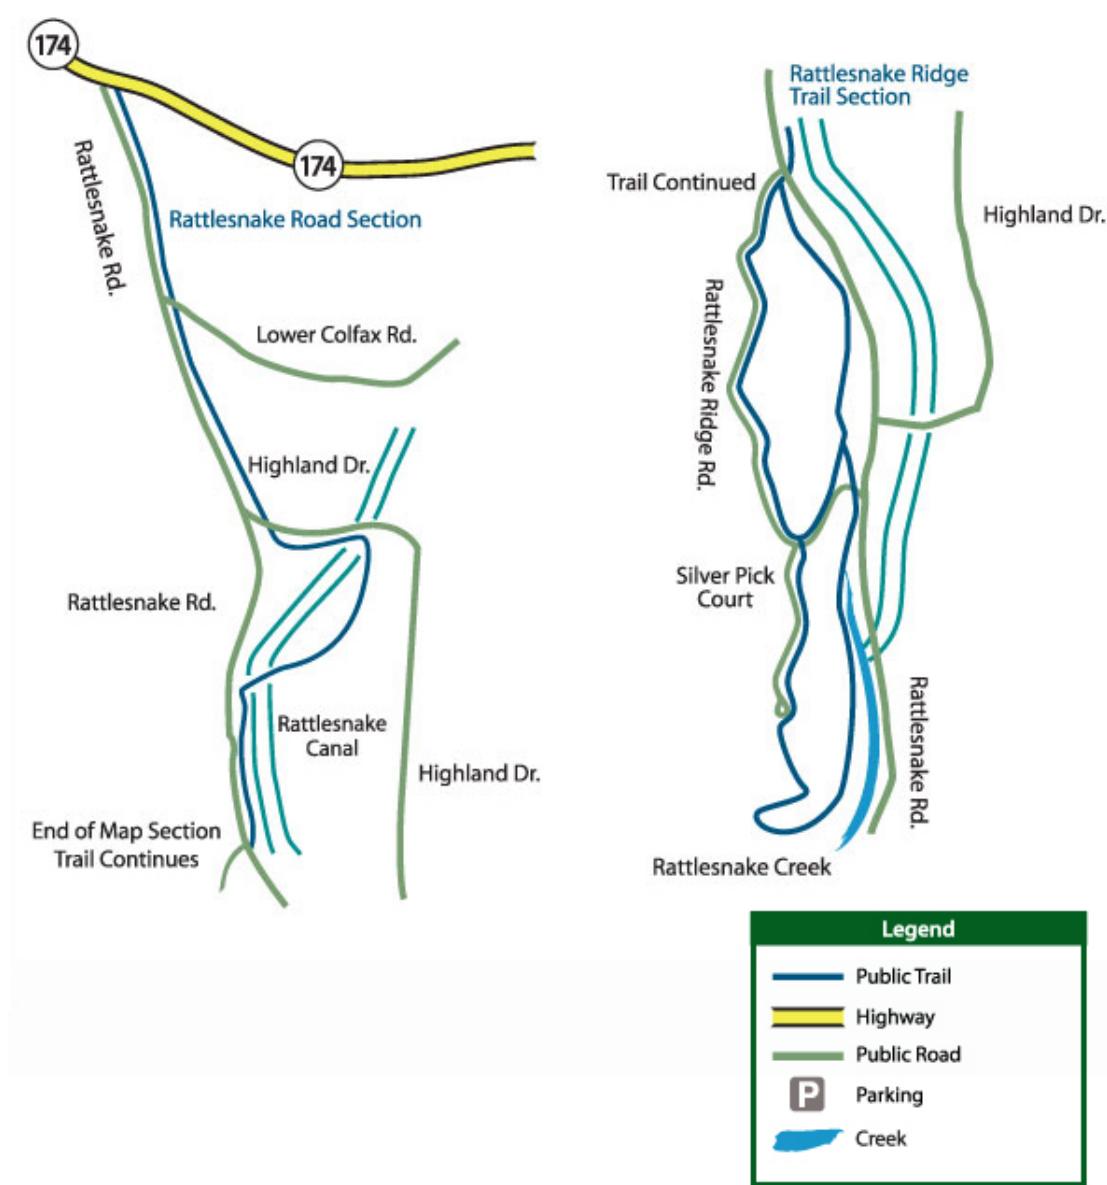 174
174
Rattlesnake Rd.
Rattlesnake Road Section
Lower Colfax Rd.
Highland Dr.
Rattlesnake Rd.
Rattlesnake
Canal
Highland Dr.
End of Map Section
Trail Continues
Rattlesnake Ridge
Trail Section
Trail Continued
Highland Dr.
Rattlesnake Ridge Rd.
Silver Pick
Court
Rattlesnake Rd.
Rattlesnake Creek
Legend
Public Trail
Highway
Public Road
P
Parking
Creek